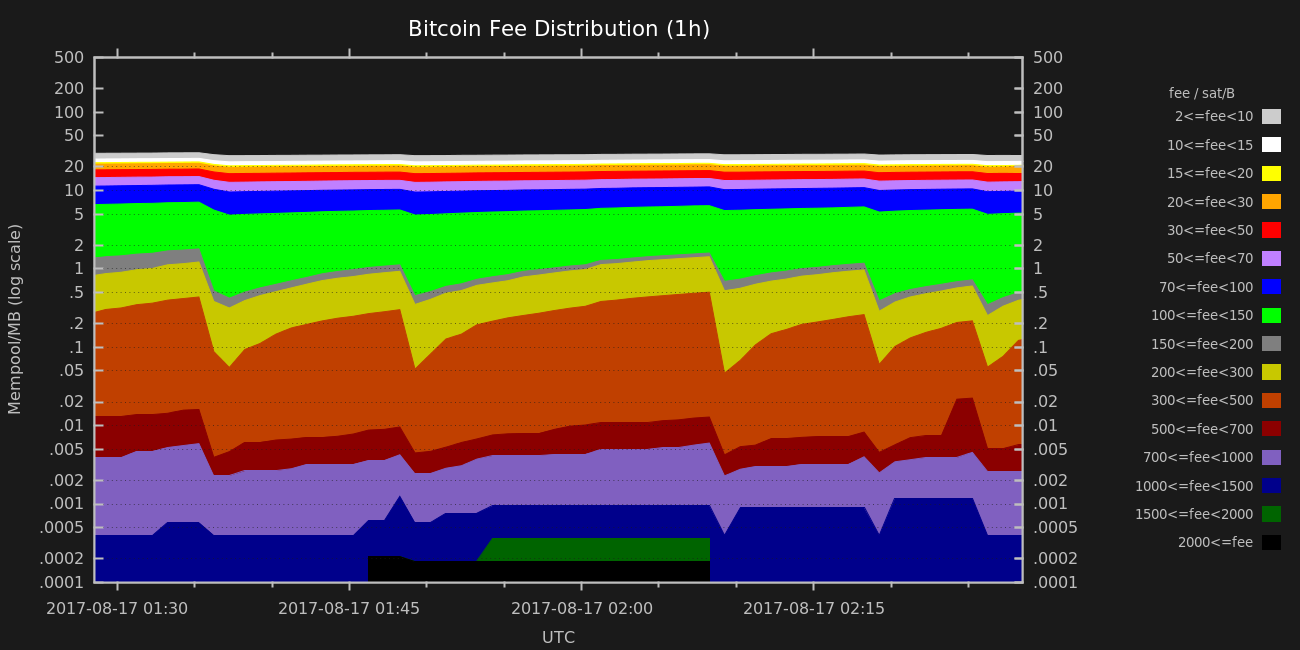 Bitcoin Fee Distribution (1h)
500 500
200 200
100 100
50 50
20 20
10 10
5 5
2 2
1 1
.5 .5
.2 .2
.1 .1
.05 .05
.02 .02
.01 .01
.005 .005
.002 .002
.001 .001
.0005 .0005
.0002 .0002
.0001 .0001
Mempool/MB (log scale)
2017-08-17 01:30 2017-08-17 01:45 2017-08-17 02:00 2017-08-17 02:15
UTC
fee / sat/B
2<=fee<10
10<=fee<15
15<=fee<20
20<=fee<30
30<=fee<50
50<=fee<70
70<=fee<100
100<=fee<150
150<=fee<200
200<=fee<300
300<=fee<500
500<=fee<700
700<=fee<1000
1000<=fee<1500
1500<=fee<2000
2000<=fee